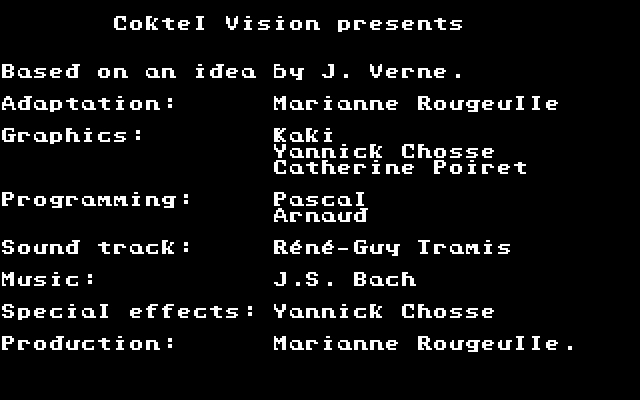 Coktel Vision presents
Based on an idea by J. Verne.
Adaptation: Marianne Rougeulle
Graphics: Kaki
Yannick Chosse
Catherine Poiret
Programming: Pascal
Arnaud
Sound track: Réné-Guy Tramis
Music: J.S. Bach
Special effects: Yannick Chosse
Production: Marianne Rougeulle.